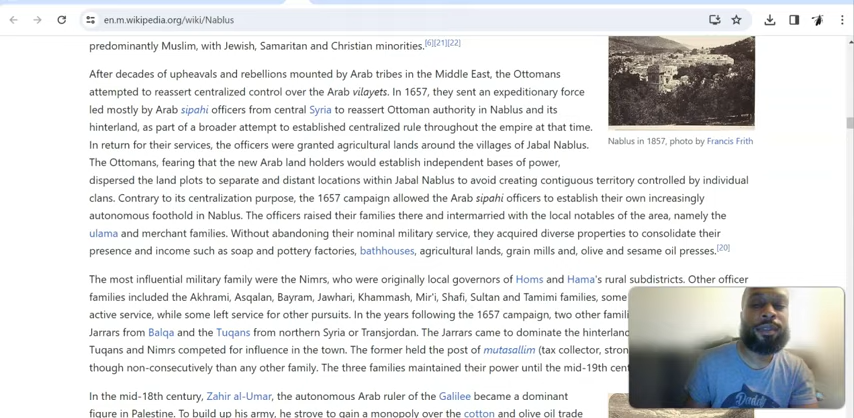 en.m.wikipedia.org/wiki/Nablus
predominantly Muslim, with Jewish, Samaritan and Christian minorities.[6][21][22]
After decades of upheavals and rebellions mounted by Arab tribes in the Middle East, the Ottomans
attempted to reassert centralized control over the Arab vilayets. In 1657, they sent an expeditionary force
led mostly by Arab sipahi officers from central Syria to reassert Ottoman authority in Nablus and its
hinterland, as part of a broader attempt to established centralized rule throughout the empire at that time.
In return for their services, the officers were granted agricultural lands around the villages of Jabal Nablus.
The Ottomans, fearing that the new Arab land holders would establish independent bases of power,
dispersed the land plots to separate and distant locations within Jabal Nablus to avoid creating contiguous territory controlled by individual
clans. Contrary to its centralization purpose, the 1657 campaign allowed the Arab sipahi officers to establish their own increasingly
autonomous foothold in Nablus. The officers raised their families there and intermarried with the local notables of the area, namely the
ulama and merchant families. Without abandoning their nominal military service, they acquired diverse properties to consolidate their
presence and income such as soap and pottery factories, bathhouses, agricultural lands, grain mills and, olive and sesame oil presses.[20]
Nablus in 1857, photo by Francis Frith
The most influential military family were the Nimrs, who were originally local governors of Homs and Hama's rural subdistricts. Other officer
families included the Akhrami, Asqalan, Bayram, Jawhari, Khammash, Mir'i, Shafi, Sultan and Tamimi families, some
active service, while some left service for other pursuits. In the years following the 1657 campaign, two other famili
Jarrars from Balqa and the Tuqans from northern Syria or Transjordan. The Jarrars came to dominate the hinterland
Tuqans and Nimrs competed for influence in the town. The former held the post of mutasallim (tax collector, stron
though non-consecutively than any other family. The three families maintained their power until the mid-19th cent
In the mid-18th century, Zahir al-Umar, the autonomous Arab ruler of the Galilee became a dominant
figure in Palestine. To build up his army, he strove to gain a monopoly over the cotton and olive oil trade